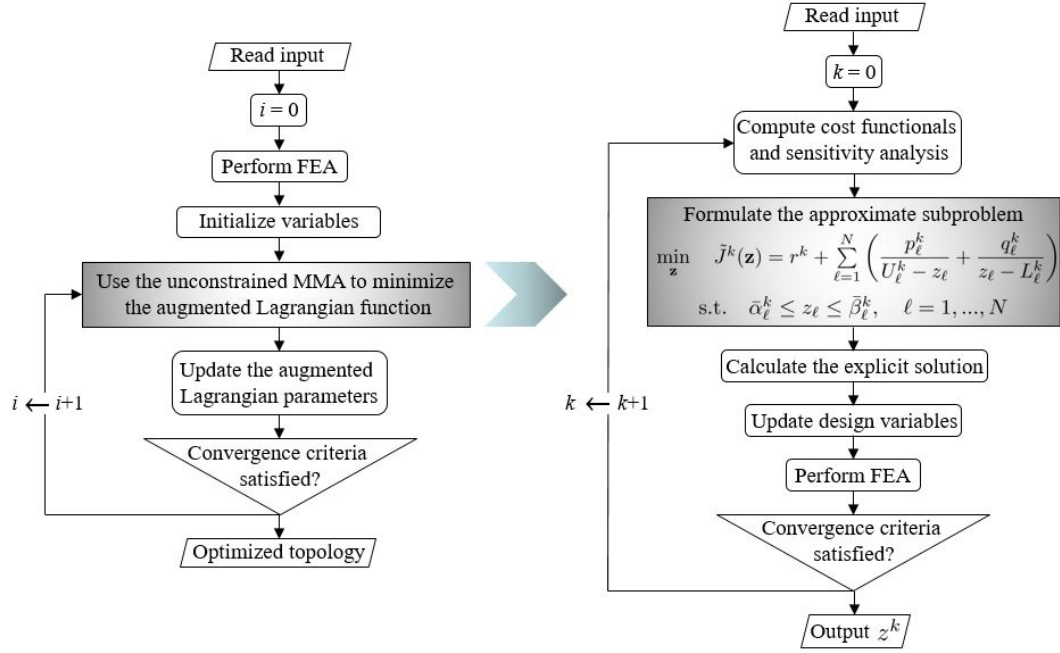 Read input
i = 0
Perform FEA
Initialize variables
Use the unconstrained MMA to minimize
the augmented Lagrangian function
Update the augmented
Lagrangian parameters
i ← i+1
Convergence criteria
satisfied?
Optimized topology
Read input
k = 0
Compute cost functionals
and sensitivity analysis
Formulate the approximate subproblem
min_z J̃^k(z) = r^k + ∑_{ℓ=1}^{N} ( p_ℓ^k / (U_ℓ^k − z_ℓ) + q_ℓ^k / (z_ℓ − L_ℓ^k) )
s.t. ᾱ_ℓ^k ≤ z_ℓ ≤ β̄_ℓ^k, ℓ = 1, ..., N
Calculate the explicit solution
k ← k+1
Update design variables
Perform FEA
Convergence criteria
satisfied?
Output z^k